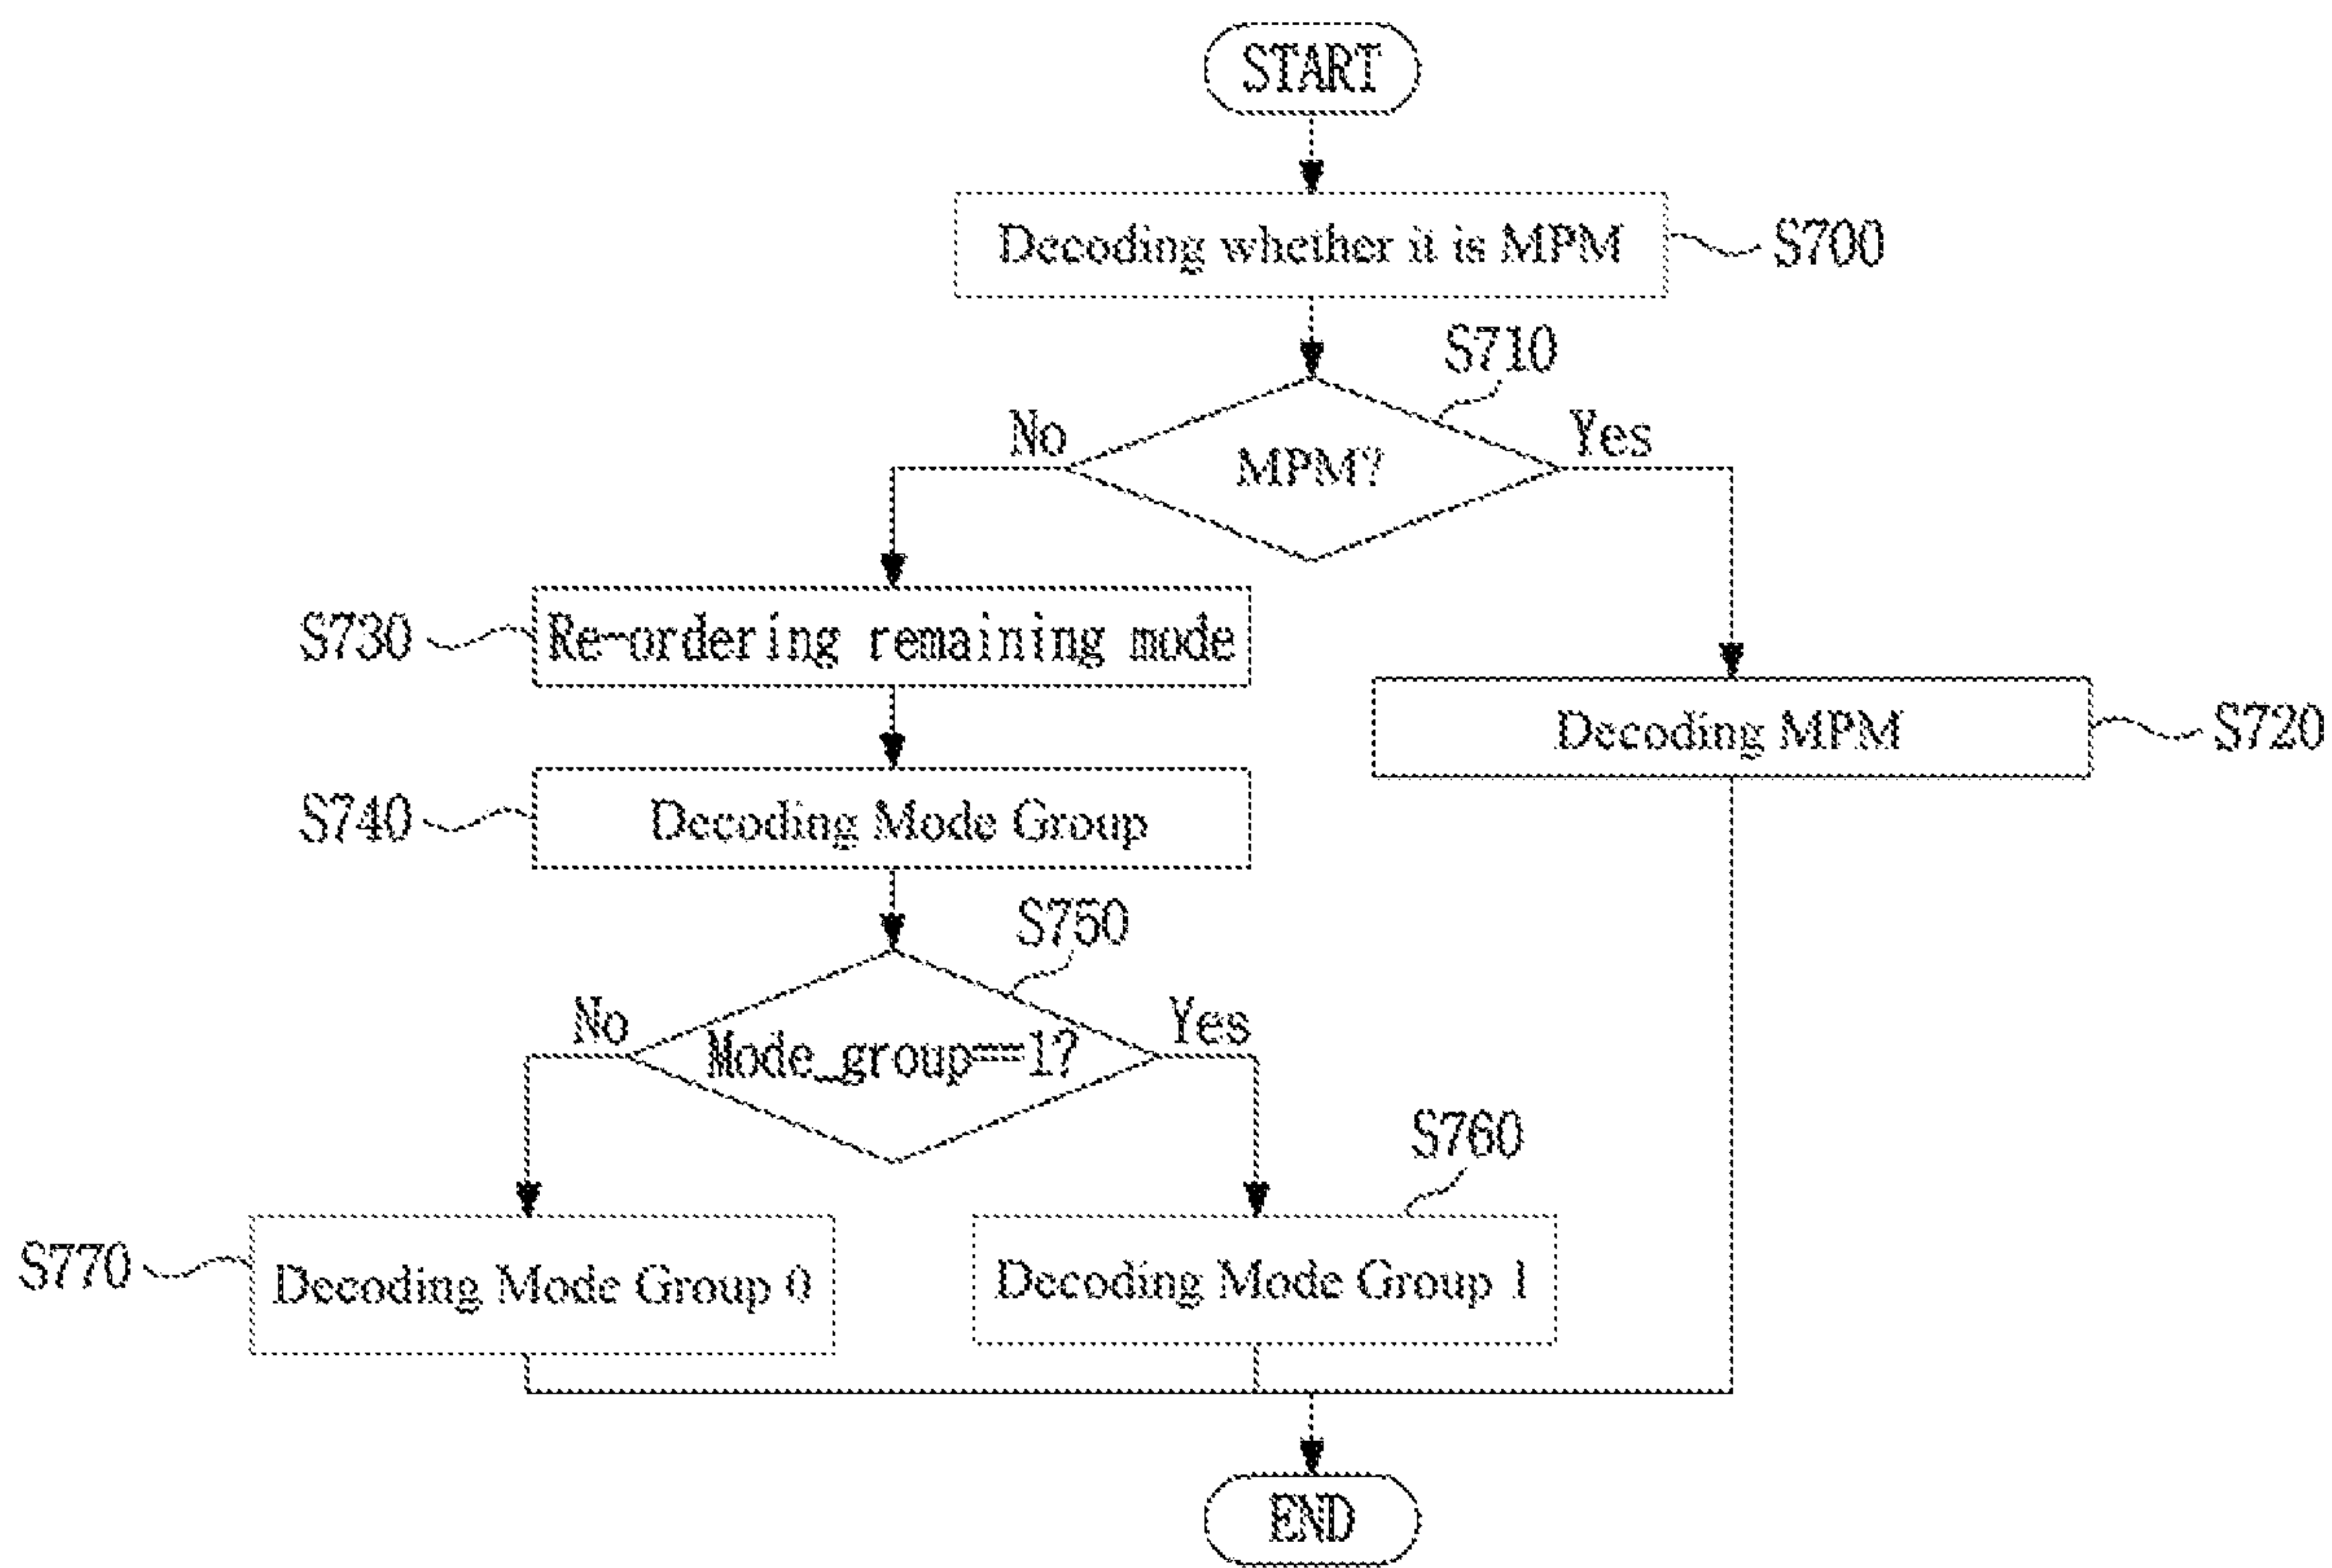 START
Decoding whether it is MPM
S700
S710
No
Yes
MPM?
S730
Re-ordering remaining mode
Decoding MPM
S720
S740
Decoding Mode Group
S750
No
Yes
Mode_group==1?
S760
S770
Decoding Mode Group 0
Decoding Mode Group 1
END